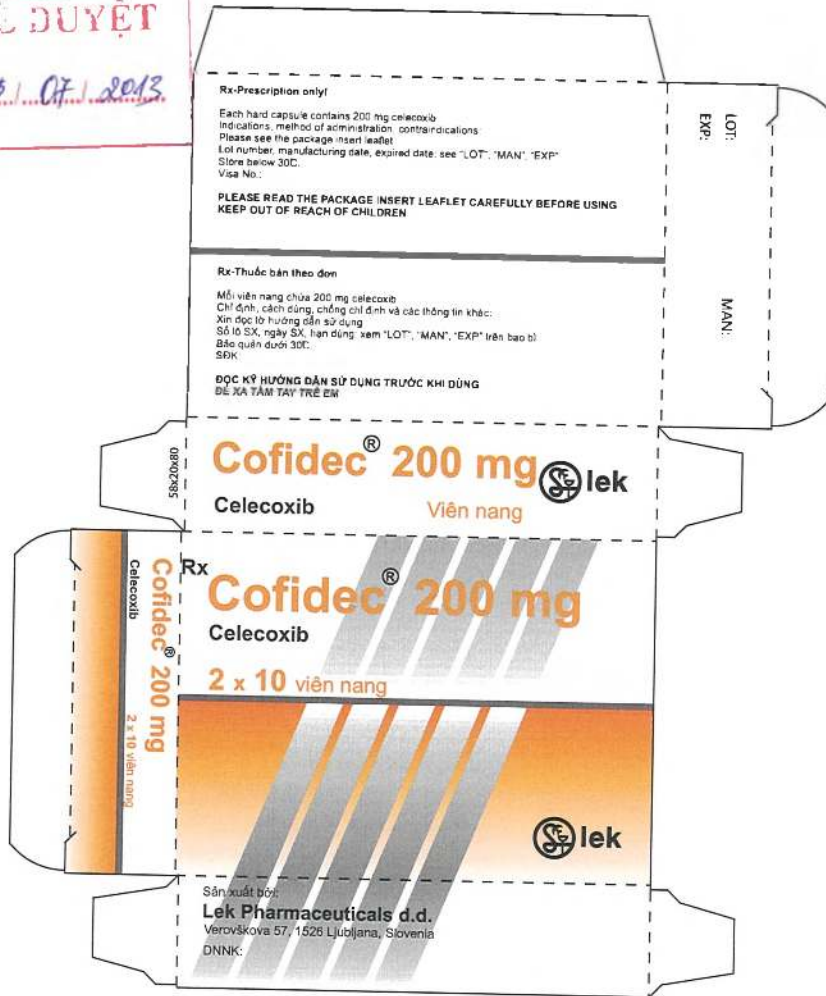 DUYỆT
07/2013
Rx-Prescription only!
Each hard capsule contains 200 mg celecoxib
Indications, method of administration, contraindications
Please see the package insert leaflet
Lot number, manufacturing date, expired date: see "LOT", "MAN", "EXP"
Store below 30C.
Visa No.:
PLEASE READ THE PACKAGE INSERT LEAFLET CAREFULLY BEFORE USING
KEEP OUT OF REACH OF CHILDREN
LOT:
EXP:
MAN:
Rx-Thuốc bán theo đơn
Mỗi viên nang chứa 200 mg celecoxib
Chỉ định, cách dùng, chống chỉ định và các thông tin khác:
Xin đọc tờ hướng dẫn sử dụng
Số lô SX, ngày SX, hạn dùng: xem "LOT", "MAN", "EXP" trên bao bì
Bảo quản dưới 30C.
SĐK
ĐỌC KỸ HƯỚNG DẪN SỬ DỤNG TRƯỚC KHI DÙNG
ĐỂ XA TẦM TAY TRẺ EM
58x20x80
Cofidec® 200 mg
lek
Celecoxib
Viên nang
Rx
Cofidec® 200 mg
Celecoxib
2 x 10 viên nang
lek
Cofidec® 200 mg
Celecoxib
2 x 10 viên nang
Sản xuất bởi:
Lek Pharmaceuticals d.d.
Verovškova 57, 1526 Ljubljana, Slovenia
DNNK: